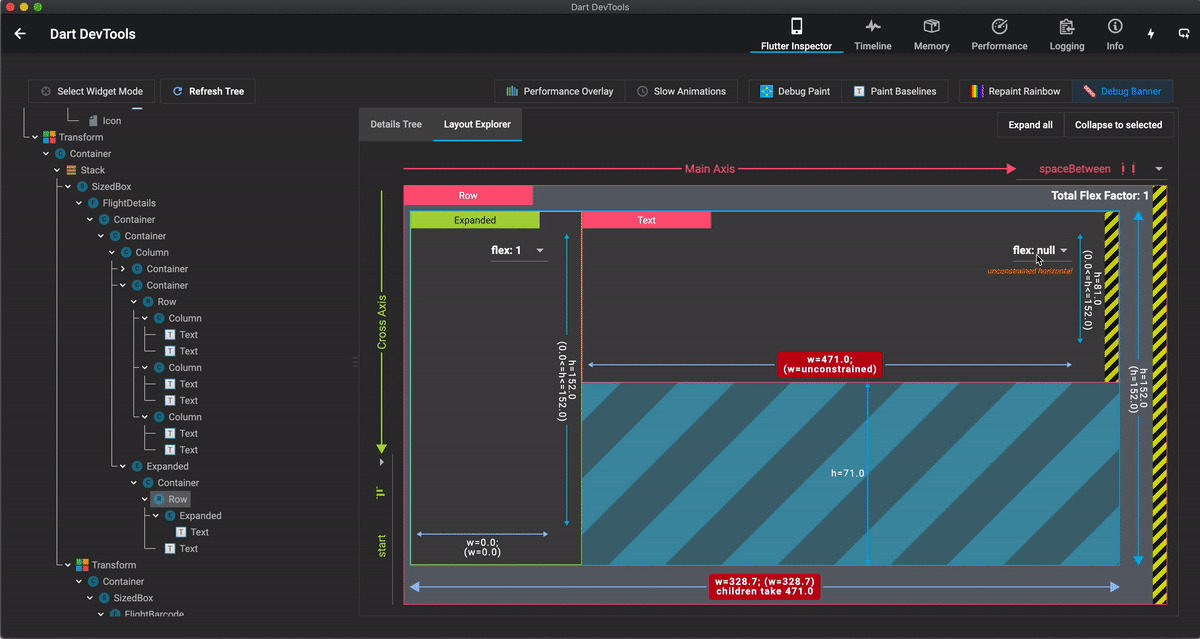 Dart DevTools
Dart DevTools
Flutter Inspector
Timeline
Memory
Performance
Logging
Info
Select Widget Mode
Refresh Tree
Performance Overlay
Slow Animations
Debug Paint
Paint Baselines
Repaint Rainbow
Debug Banner
Icon
Transform
C Container
Stack
SizedBox
FlightDetails
C Container
C Container
C Column
C Container
C Container
R Row
C Column
T Text
T Text
C Column
T Text
T Text
C Column
T Text
T Text
E Expanded
C Container
R Row
E Expanded
T Text
T Text
Transform
C Container
SizedBox
FlightBarcode
Details Tree
Layout Explorer
Expand all
Collapse to selected
Main Axis
spaceBetween
Cross Axis
start
Row
Total Flex Factor: 1
Expanded
Text
flex: 1
flex: null
unconstrained horizontal
h=152.0
(0.0<=h<=152.0)
h=81.0
(0.0<=h<=152.0)
h=152.0
(h=152.0)
w=471.0;
(w=unconstrained)
h=71.0
w=0.0;
(w=0.0)
w=328.7; (w=328.7)
children take 471.0